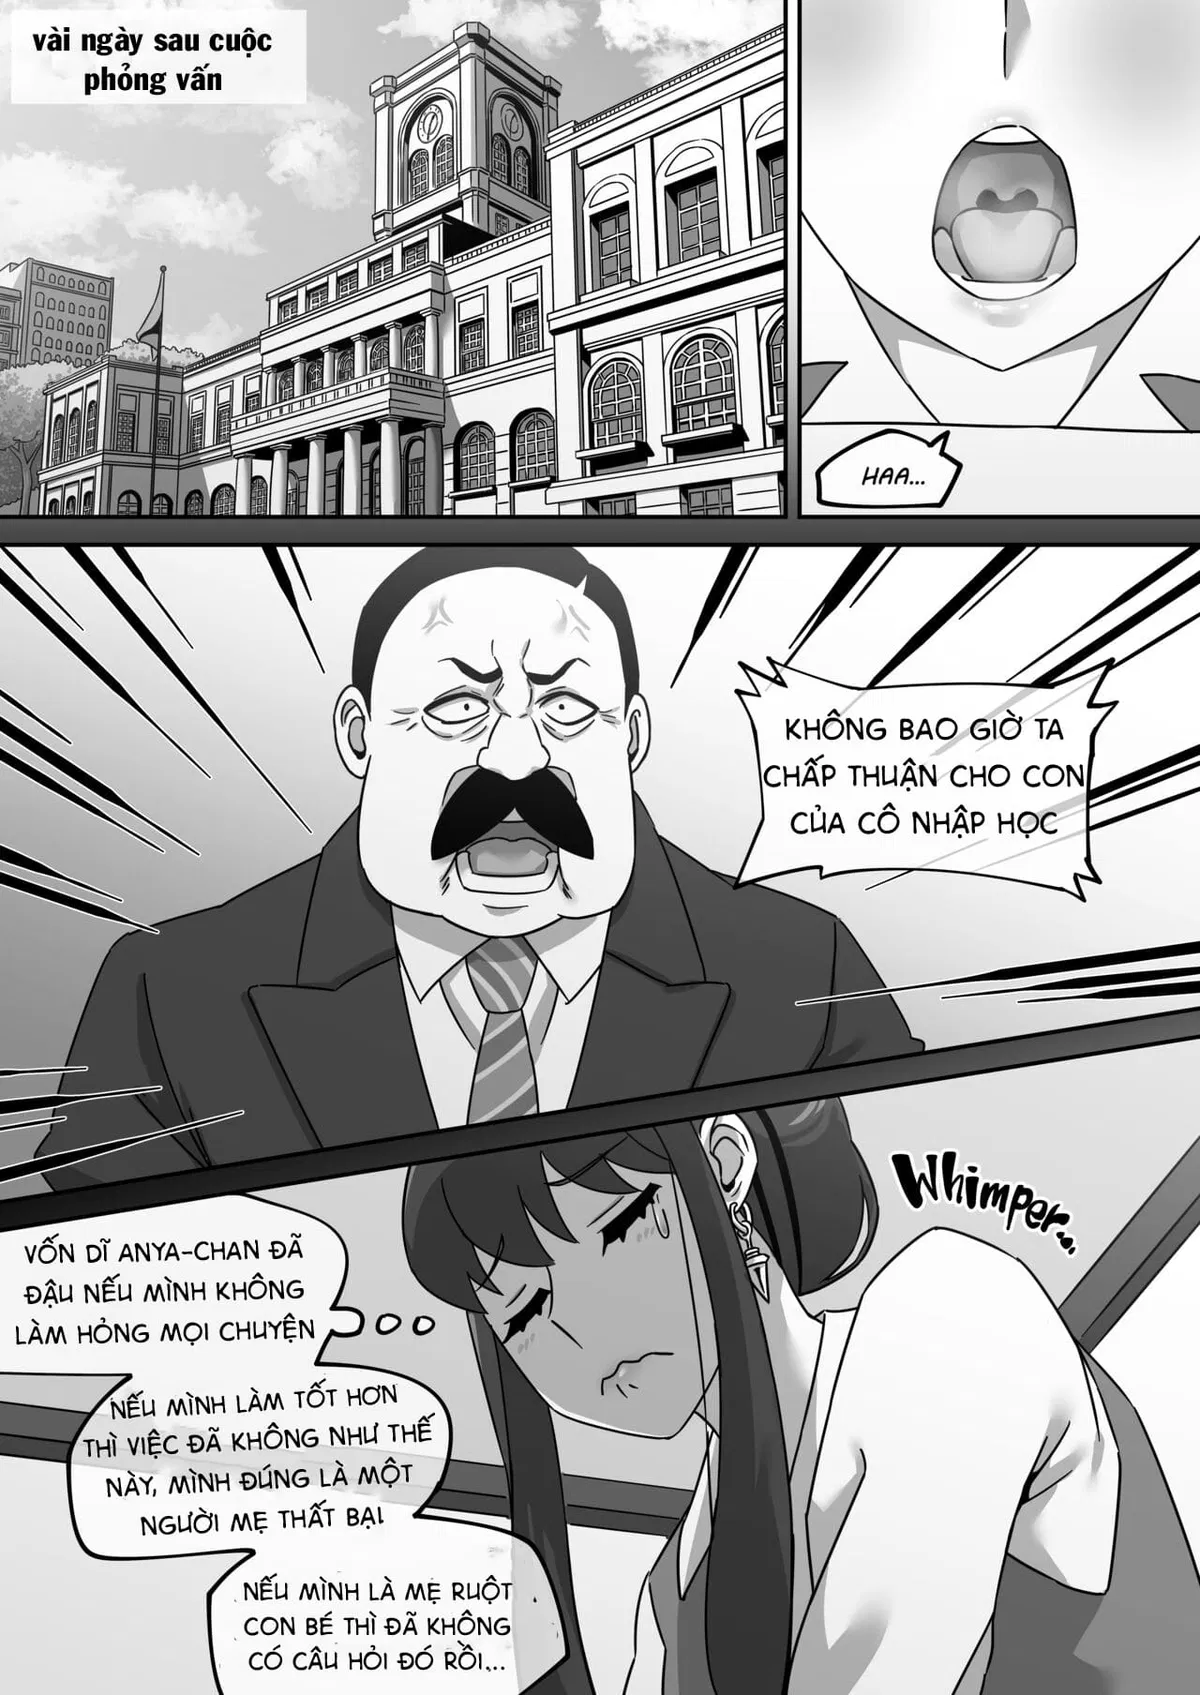 vài ngày sau cuộc
phỏng vấn
HAA...
KHÔNG BAO GIỜ TA
CHẤP THUẬN CHO CON
CỦA CÔ NHẬP HỌC
Whimper...
VỐN DĨ ANYA-CHAN ĐÃ
ĐẬU NẾU MÌNH KHÔNG
LÀM HỎNG MỌI CHUYỆN
NẾU MÌNH LÀM TỐT HƠN
THÌ VIỆC ĐÃ KHÔNG NHƯ THẾ
NÀY, MÌNH ĐÚNG LÀ MỘT
NGƯỜI MẸ THẤT BẠI
NẾU MÌNH LÀ MẸ RUỘT
CON BÉ THÌ ĐÃ KHÔNG
CÓ CÂU HỎI ĐÓ RỒI...